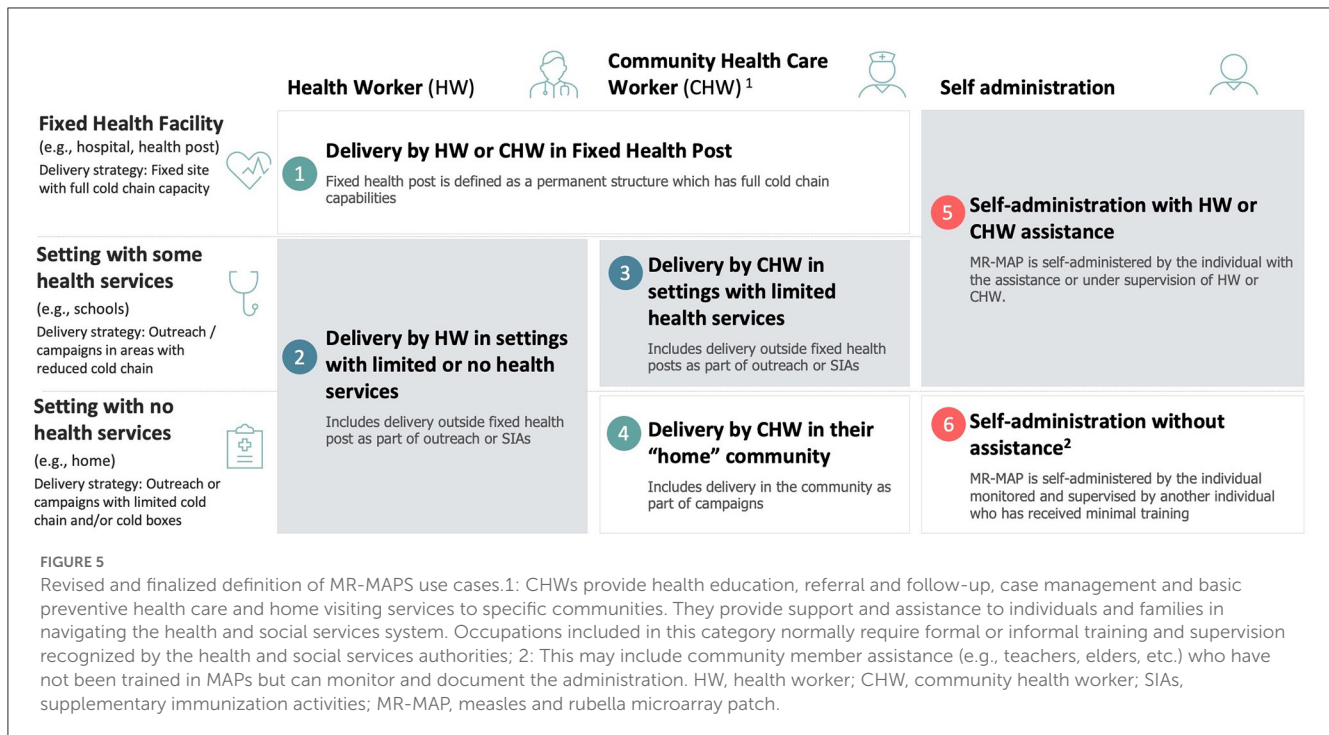 Health Worker (HW)
Community Health Care
Worker (CHW) 1
Self administration
Fixed Health Facility
(e.g., hospital, health post)
Delivery strategy: Fixed site
with full cold chain capacity
1
Delivery by HW or CHW in Fixed Health Post
Fixed health post is defined as a permanent structure which has full cold chain
capabilities
5
Self-administration with HW or
CHW assistance
MR-MAP is self-administered by the individual with
the assistance or under supervision of HW or
CHW.
Setting with some
health services
(e.g., schools)
Delivery strategy: Outreach /
campaigns in areas with
reduced cold chain
2
Delivery by HW in settings
with limited or no health
services
Includes delivery outside fixed health
post as part of outreach or SIAs
3
Delivery by CHW in
settings with limited
health services
Includes delivery outside fixed health
posts as part of outreach or SIAs
Setting with no
health services
(e.g., home)
Delivery strategy: Outreach or
campaigns with limited cold
chain and/or cold boxes
4
Delivery by CHW in their
“home” community
Includes delivery in the community as
part of campaigns
6
Self-administration without
assistance2
MR-MAP is self-administered by the individual
monitored and supervised by another individual
who has received minimal training
FIGURE 5
Revised and finalized definition of MR-MAPS use cases.1: CHWs provide health education, referral and follow-up, case management and basic
preventive health care and home visiting services to specific communities. They provide support and assistance to individuals and families in
navigating the health and social services system. Occupations included in this category normally require formal or informal training and supervision
recognized by the health and social services authorities; 2: This may include community member assistance (e.g., teachers, elders, etc.) who have
not been trained in MAPs but can monitor and document the administration. HW, health worker; CHW, community health worker; SIAs,
supplementary immunization activities; MR-MAP, measles and rubella microarray patch.